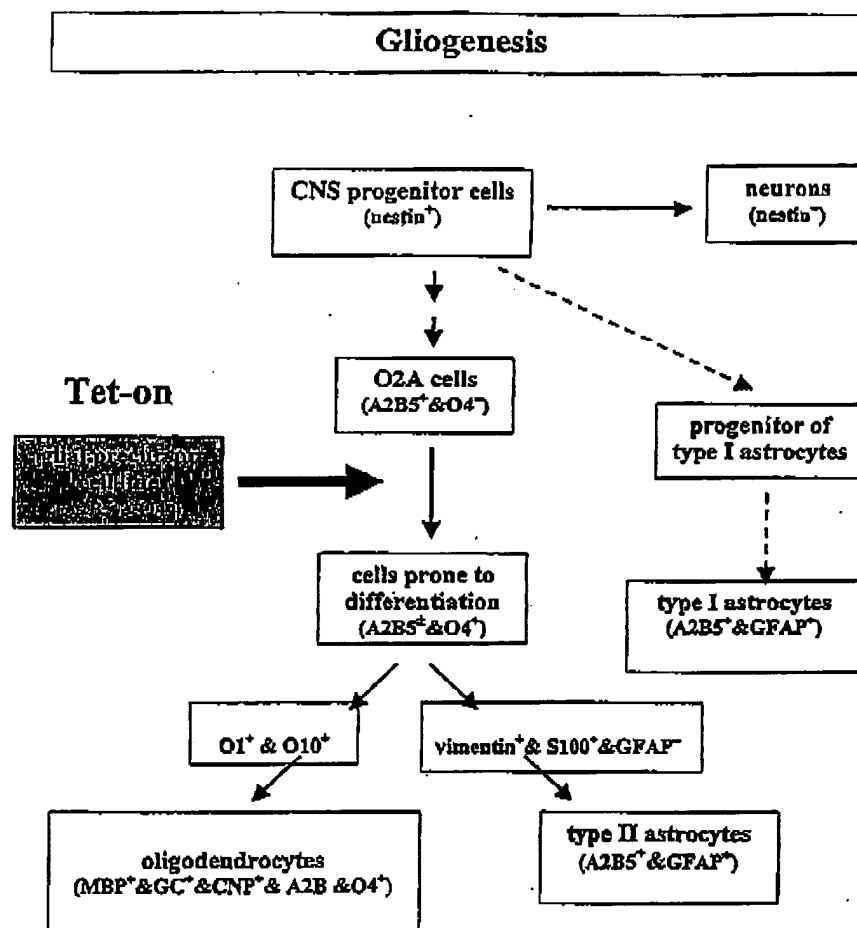 Gliogenesis
CNS progenitor cells
(nestin⁺)
neurons
(nestin⁻)
O2A cells
(A2B5⁺&O4⁻)
Tet-on
progenitor of
type I astrocytes
glial precursor
cells prone to
differentiation
(A2B5±&O4⁺)
type I astrocytes
(A2B5⁺&GFAP⁺)
O1⁺ & O10⁺
vimentin⁺& S100⁺&GFAP⁻
oligodendrocytes
(MBP⁺&GC⁺&CNP⁺& A2B &O4⁺)
type II astrocytes
(A2B5⁺&GFAP⁺)